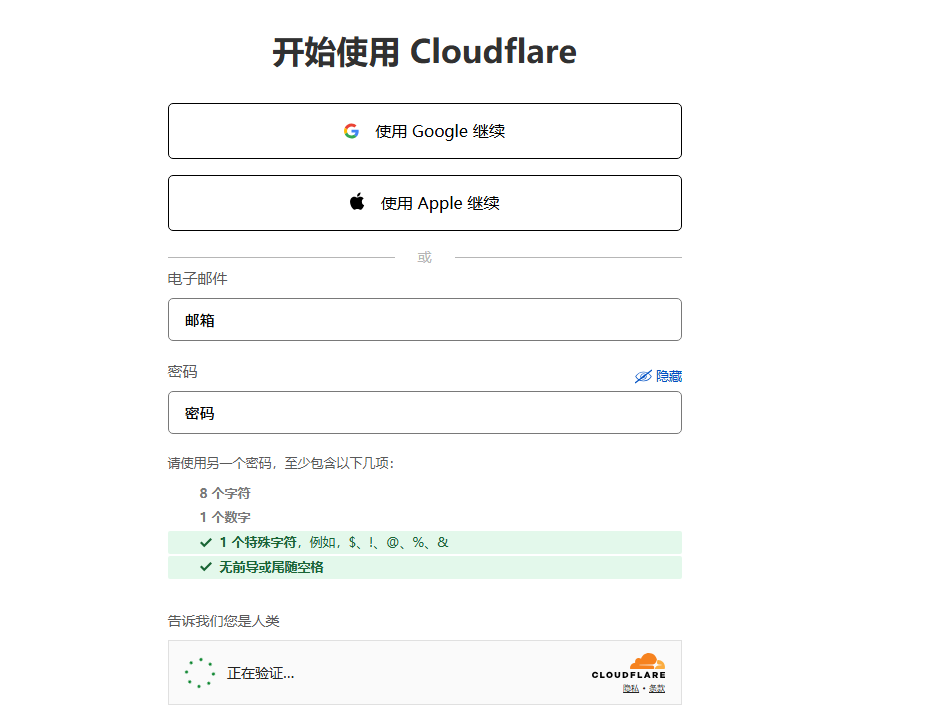 开始使用 Cloudflare
使用 Google 继续
使用 Apple 继续
或
电子邮件
邮箱
密码
隐藏
密码
请使用另一个密码，至少包含以下几项：
8 个字符
1 个数字
1 个特殊字符，例如，$、!、@、%、&
无前导或尾随空格
告诉我们您是人类
正在验证...
CLOUDFLARE
隐私 • 条款